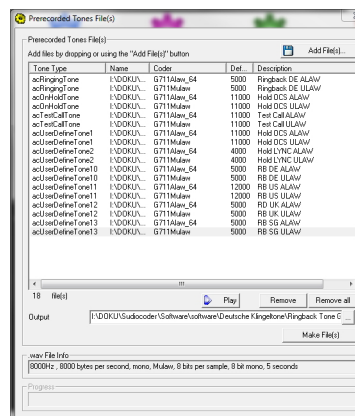 Prerecorded Tones File(s)
Prerecorded Tones File(s)
Add files by dropping or using the "Add File(s)" button
Add File(s)...
Tone Type Name Coder Def... Description
acRingingTone I:\DOKU\... G711Alaw_64 5000 Ringback DE ALAW
acRingingTone I:\DOKU\... G711Mulaw 5000 Ringback DE ULAW
acOnHoldTone I:\DOKU\... G711Alaw_64 11000 Hold OCS ALAW
acOnHoldTone I:\DOKU\... G711Mulaw 11000 Hold OCS ULAW
acTestCallTone I:\DOKU\... G711Alaw_64 5000 Test Call ALAW
acTestCallTone I:\DOKU\... G711Mulaw 5000 Test Call ULAW
acUserDefineTone1 I:\DOKU\... G711Alaw_64 11000 Hold OCS ALAW
acUserDefineTone1 I:\DOKU\... G711Mulaw 11000 Hold OCS ULAW
acUserDefineTone2 I:\DOKU\... G711Alaw_64 4000 Hold LYNC ALAW
acUserDefineTone2 I:\DOKU\... G711Mulaw 4000 Hold LYNC ULAW
acUserDefineTone10 I:\DOKU\... G711Alaw_64 5000 RB DE ALAW
acUserDefineTone10 I:\DOKU\... G711Mulaw 5000 RB DE ULAW
acUserDefineTone11 I:\DOKU\... G711Alaw_64 12000 RB US ALAW
acUserDefineTone11 I:\DOKU\... G711Mulaw 12000 RB US ULAW
acUserDefineTone12 I:\DOKU\... G711Alaw_64 5000 RD UK ALAW
acUserDefineTone12 I:\DOKU\... G711Mulaw 5000 RB UK ULAW
acUserDefineTone13 I:\DOKU\... G711Alaw_64 5000 RB SG ALAW
acUserDefineTone13 I:\DOKU\... G711Mulaw 5000 RB SG ULAW
18 file(s)
Play
Remove
Remove all
Output
I:\DOKU\Sudiocoder\Software\software\Deutsche Klingeltone\Ringback Tone G
...
Make File(s)
.wav File Info
8000Hz , 8000 bytes per second, mono, Mulaw, 8 bits per sample, 8 bit mono, 5 seconds
Progress